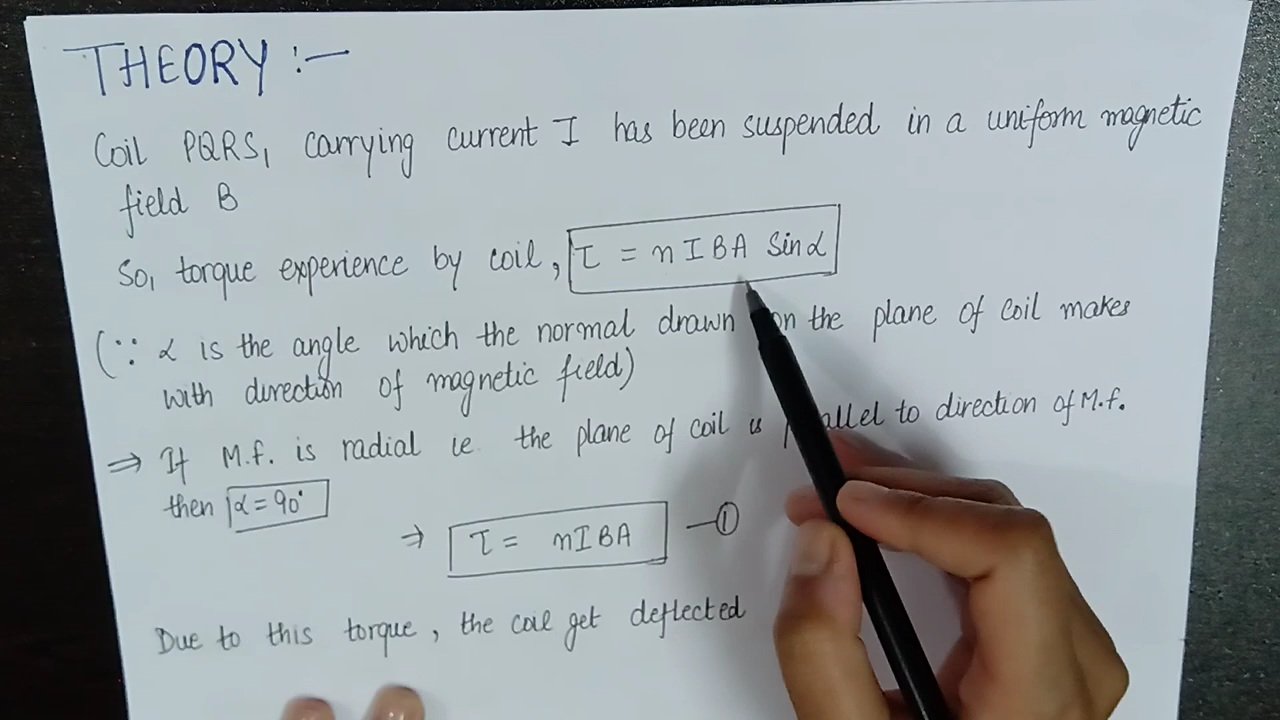 THEORY :-
Coil PQRS, carrying current I has been suspended in a uniform magnetic
field B
So, torque experience by coil, τ = nIBA Sinα
(∵ α is the angle which the normal drawn on the plane of coil makes
with direction of magnetic field)
⇒ If M.f. is radial ie the plane of coil is parallel to direction of M.f.
then α = 90°
⇒ τ = nIBA —①
Due to this torque, the coil get deflected